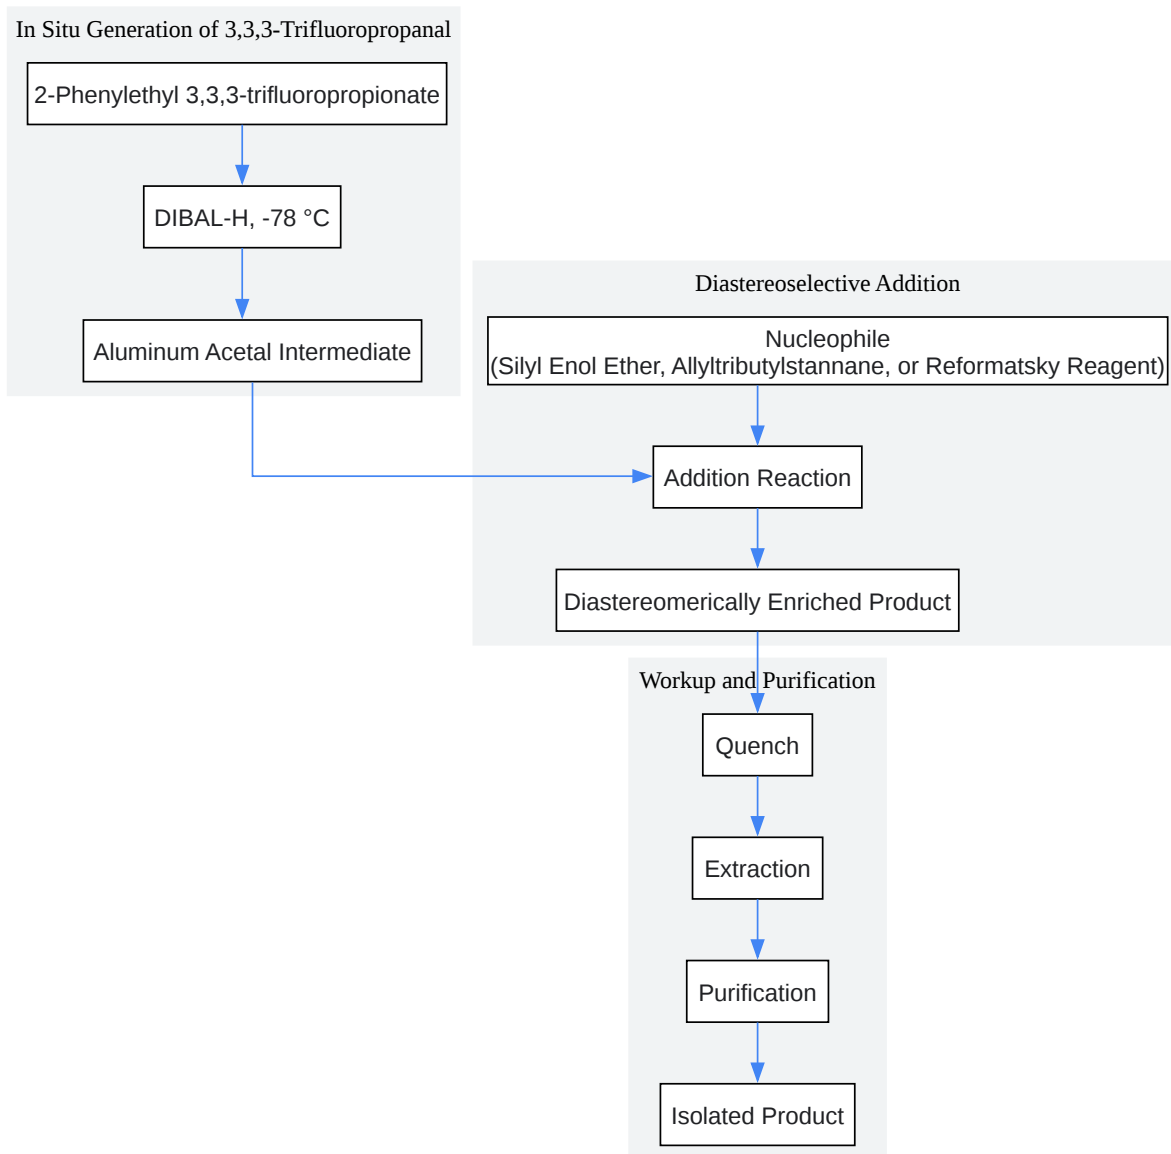 In Situ Generation of 3,3,3-Trifluoropropanal
2-Phenylethyl 3,3,3-trifluoropropionate
DIBAL-H, -78 °C
Aluminum Acetal Intermediate
Diastereoselective Addition
Nucleophile
(Silyl Enol Ether, Allyltributylstannane, or Reformatsky Reagent)
Addition Reaction
Diastereomerically Enriched Product
Workup and Purification
Quench
Extraction
Purification
Isolated Product